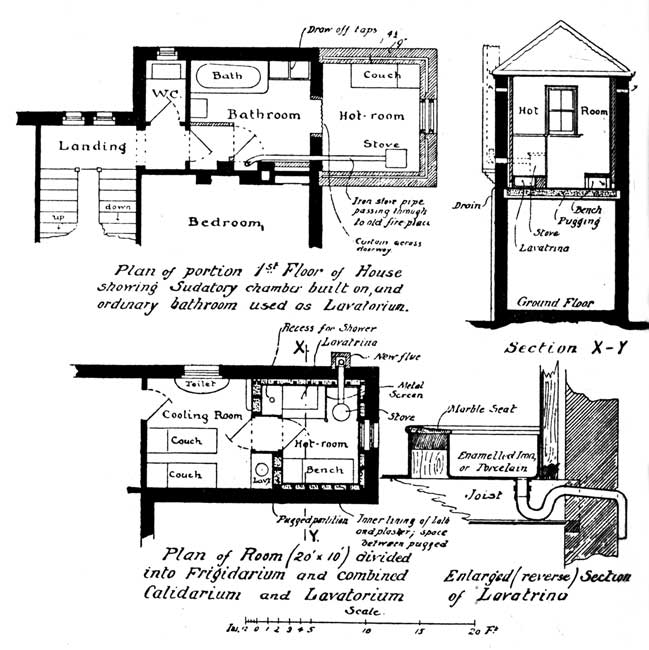 Draw off taps
4½
9"
Bath
W.C.
Couch
Bathroom
Hot-room
Landing
Stove
up
down
Bedroom
Iron stove pipe
passing through
to old fire place
Curtain across
doorway
Plan of portion 1st Floor of House
showing Sudatory chamber built on, and
ordinary bathroom used as Lavatorium.
Hot Room
Drain
Bench
Pugging
Stove
Lavatrina
Ground Floor
Section X-Y
Recess for Shower
X.
Lavatrina
New flue
Toilet
Metal
Screen
Cooling Room
Stove
Couch
Hot-room
Couch
Bench
Lavy
Pugged partition
Inner lining of lath
and plaster; space
between pugged
Y.
Plan of Room (20' x 10') divided
into Frigidarium and combined
Calidarium and Lavatorium
Marble Seat
Enamelled Iron,
or Porcelain
Joist
Enlarged (reverse) Section
of Lavatrina
Scale.
Ins. 12 0 1 2 3 4 5 10 15 20 Ft